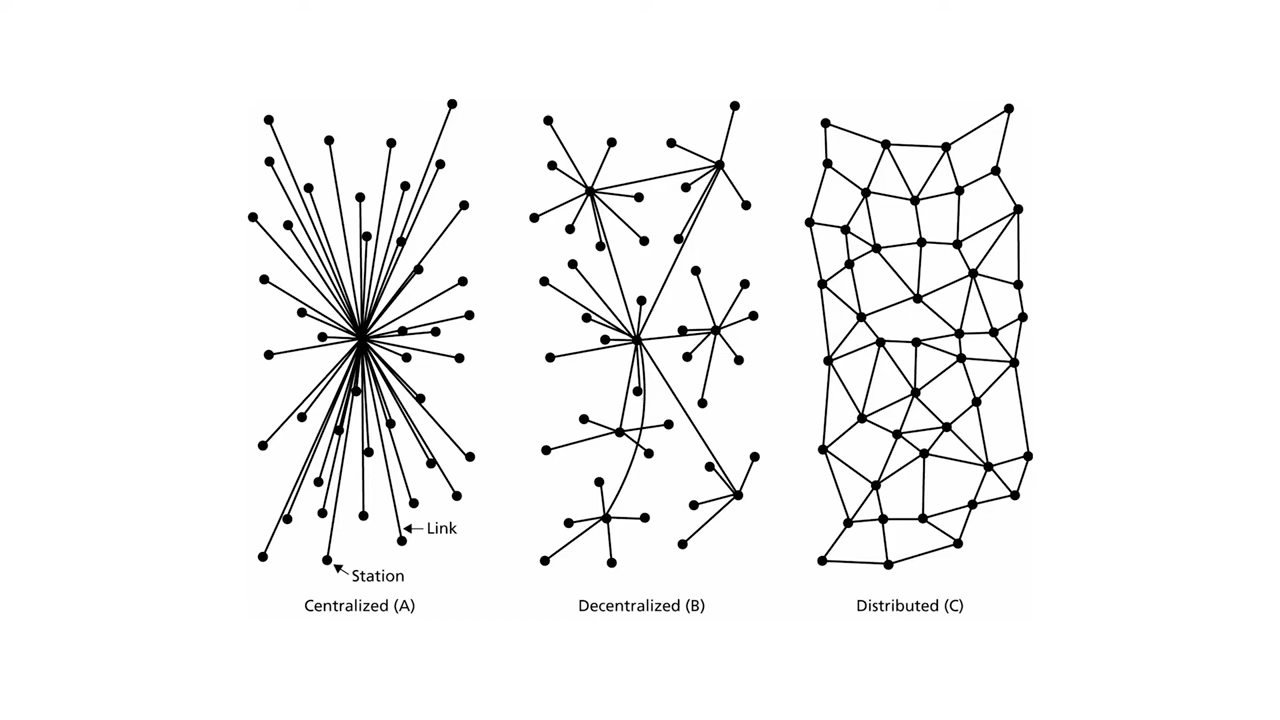 Link
Station
Centralized (A)
Decentralized (B)
Distributed (C)